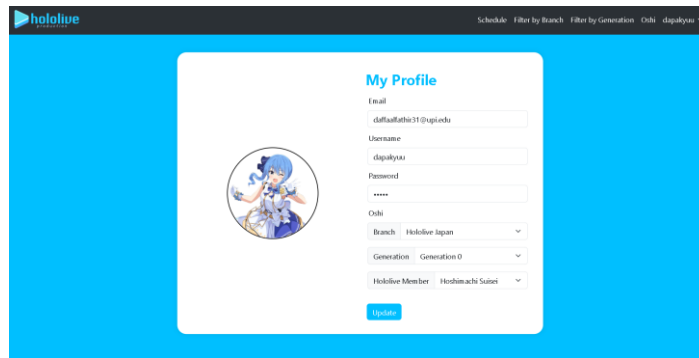 hololive
production
Schedule Filter by Branch Filter by Generation Oshi dapakyuu
My Profile
Email
daffaalfathir31@upi.edu
Username
dapakyuu
Password
•••••
Oshi
Branch Hololive Japan
Generation Generation 0
Hololive Member Hoshimachi Suisei
Update